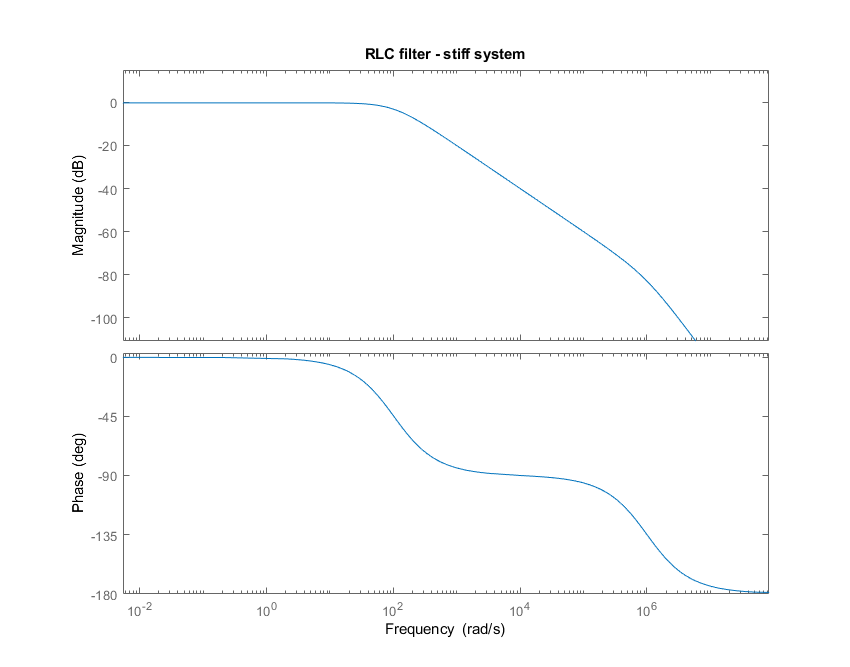 RLC filter - stiff system
Magnitude (dB)
0
-20
-40
-60
-80
-100
Phase (deg)
0
-45
-90
-135
-180
10^-2 10^0 10^2 10^4 10^6
Frequency (rad/s)